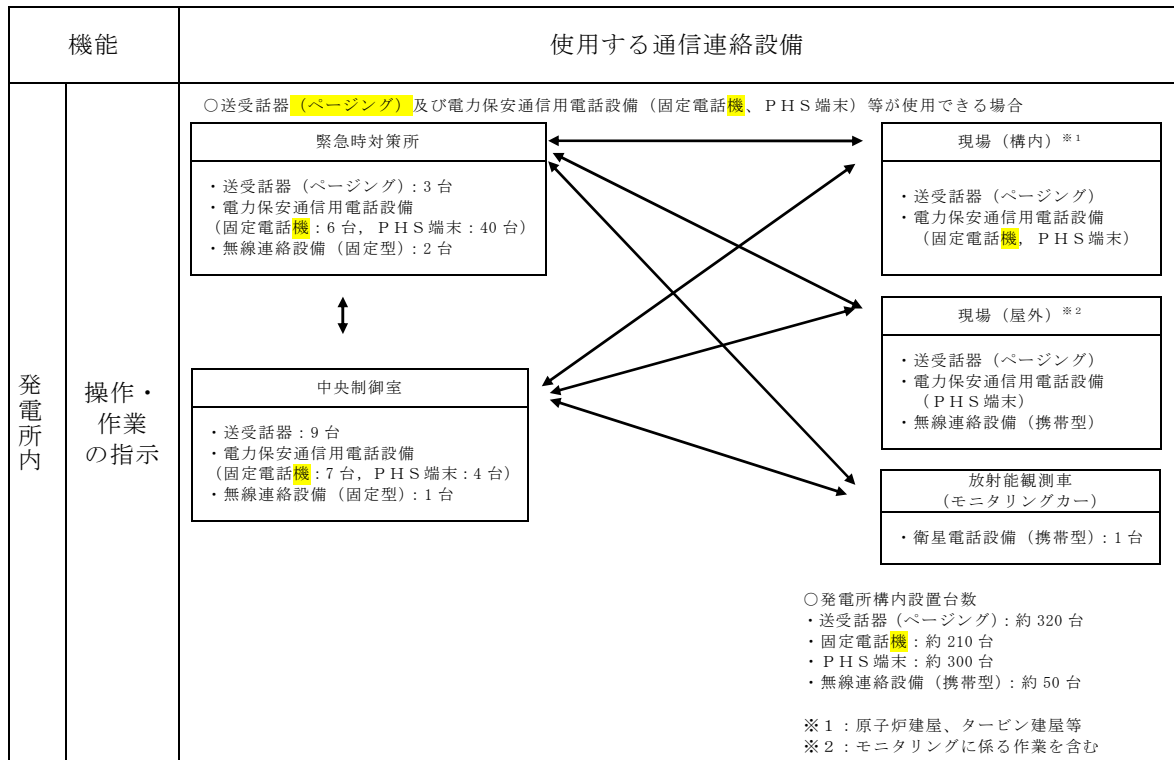 機能
使用する通信連絡設備
発電所内
操作・
作業
の指示
○送受話器（ページング）及び電力保安通信用電話設備（固定電話機、ＰＨＳ端末）等が使用できる場合
緊急時対策所
・送受話器（ページング）：3 台
・電力保安通信用電話設備
（固定電話機：6 台，ＰＨＳ端末：40 台）
・無線連絡設備（固定型）：2 台
現場（構内）※１
・送受話器（ページング）
・電力保安通信用電話設備
（固定電話機，ＰＨＳ端末）
現場（屋外）※２
・送受話器（ページング）
・電力保安通信用電話設備
（ＰＨＳ端末）
・無線連絡設備（携帯型）
中央制御室
・送受話器：9 台
・電力保安通信用電話設備
（固定電話機：7 台，PHS端末：4 台）
・無線連絡設備（固定型）：1 台
放射能観測車
（モニタリングカー）
・衛星電話設備（携帯型）：1 台
○発電所構内設置台数
・送受話器（ページング）：約 320 台
・固定電話機：約 210 台
・ＰＨＳ端末：約 300 台
・無線連絡設備（携帯型）：約 50 台
※１：原子炉建屋、タービン建屋等
※２：モニタリングに係る作業を含む